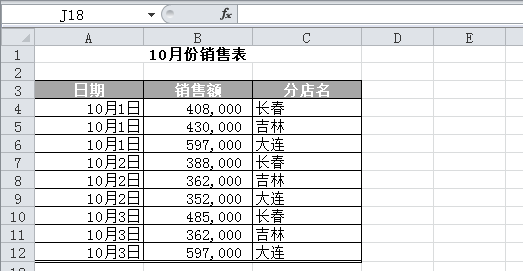 J18 fx
A B C D E
1 10月份销售表
2
3 日期 销售额 分店名
4 10月1日 408,000 长春
5 10月1日 430,000 吉林
6 10月1日 597,000 大连
7 10月2日 388,000 长春
8 10月2日 362,000 吉林
9 10月2日 352,000 大连
10 10月3日 485,000 长春
11 10月3日 362,000 吉林
12 10月3日 597,000 大连